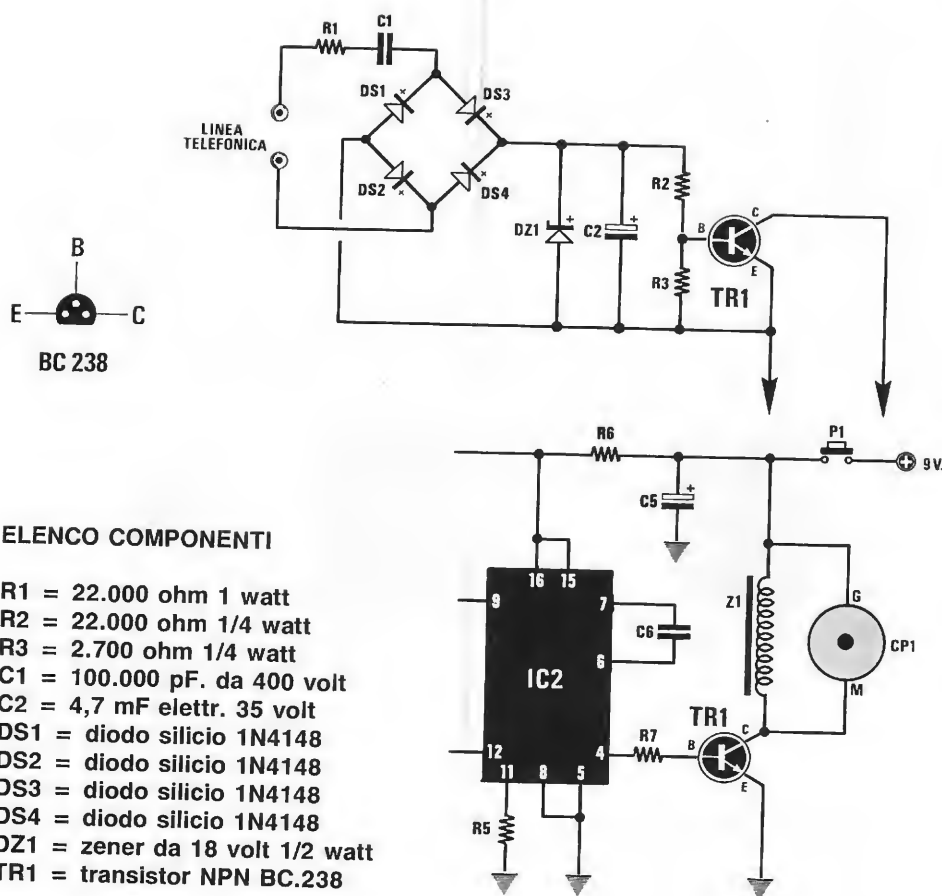 R1
C1
DS1
DS3
LINEA
TELEFONICA
DS2
DS4
DZ1
+
C2
+
R2
R3
B
C
E
TR1
B
E
C
BC 238
R6
P1
9 V.
C5
+
16
15
9
7
6
C6
IC2
12
11
8
5
4
R5
R7
Z1
G
CP1
M
TR1
B
C
E
ELENCO COMPONENTI
R1 = 22.000 ohm 1 watt
R2 = 22.000 ohm 1/4 watt
R3 = 2.700 ohm 1/4 watt
C1 = 100.000 pF. da 400 volt
C2 = 4,7 mF elettr. 35 volt
DS1 = diodo silicio 1N4148
DS2 = diodo silicio 1N4148
DS3 = diodo silicio 1N4148
DS4 = diodo silicio 1N4148
DZ1 = zener da 18 volt 1/2 watt
TR1 = transistor NPN BC.238